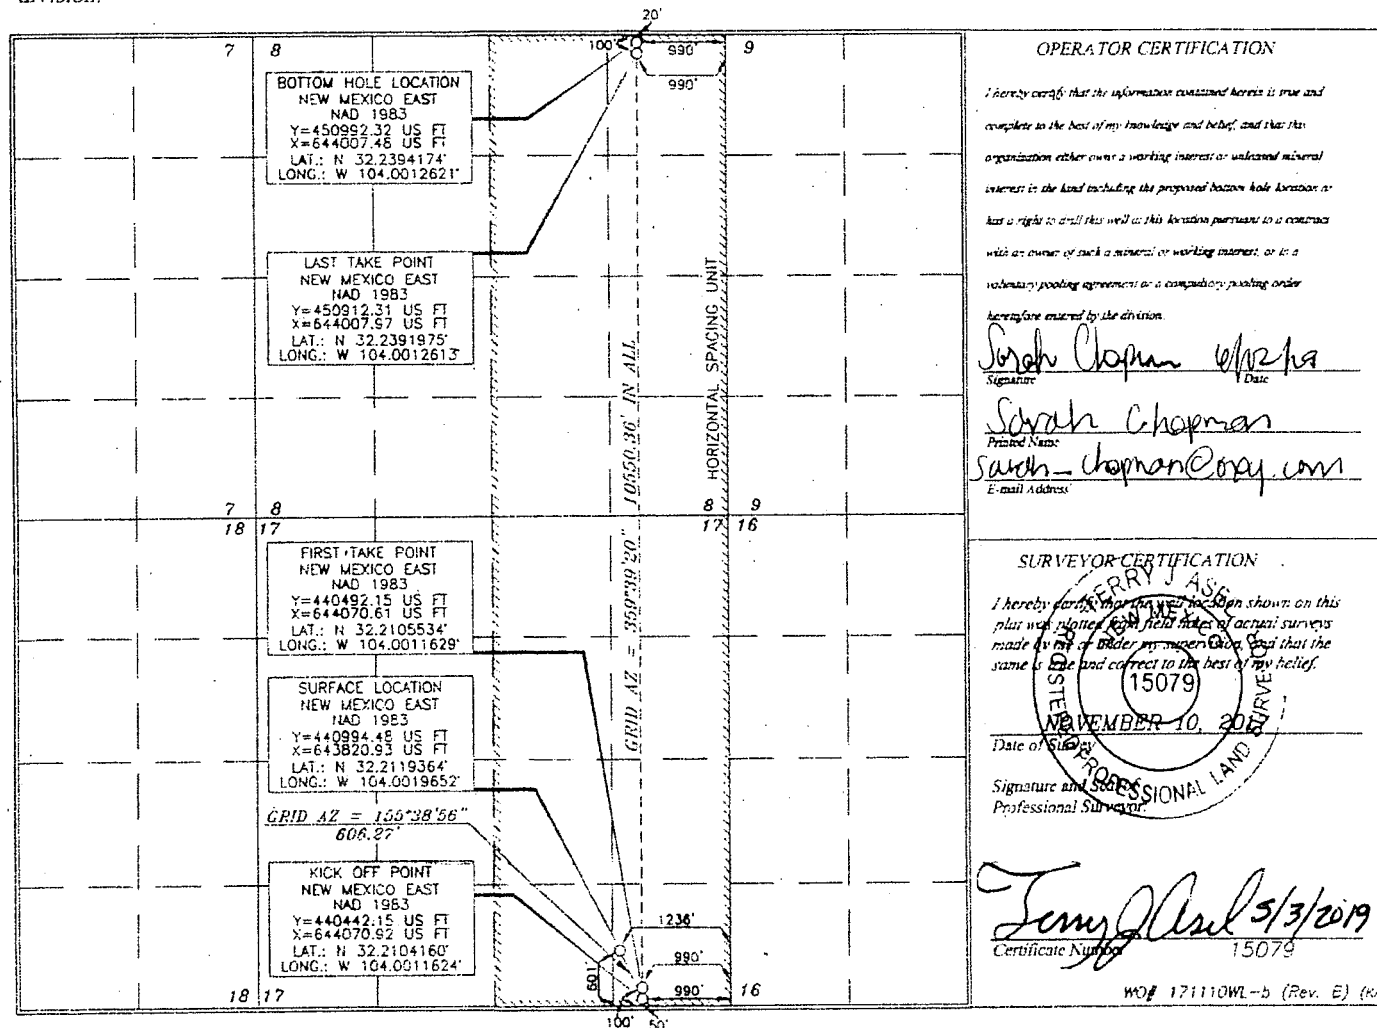 20'
7 8
100'
990'
9
990'
BOTTOM HOLE LOCATION
NEW MEXICO EAST
NAD 1983
Y=450992.32 US FT
X=644007.48 US FT
LAT.: N 32.2394174°
LONG.: W 104.0012621°
LAST TAKE POINT
NEW MEXICO EAST
NAD 1983
Y=450912.31 US FT
X=644007.97 US FT
LAT.: N 32.2391975°
LONG.: W 104.0012613°
GRID AZ = 359°39'20" 10550.36' IN ALL
HORIZONTAL SPACING UNIT
7 8
18 17
8 9
17 16
FIRST TAKE POINT
NEW MEXICO EAST
NAD 1983
Y=440492.15 US FT
X=644070.61 US FT
LAT.: N 32.2105534°
LONG.: W 104.0011629°
SURFACE LOCATION
NEW MEXICO EAST
NAD 1983
Y=440994.48 US FT
X=643820.93 US FT
LAT.: N 32.2119364°
LONG.: W 104.0019652°
GRID AZ = 155°38'56"
606.27'
KICK OFF POINT
NEW MEXICO EAST
NAD 1983
Y=440442.15 US FT
X=644070.92 US FT
LAT.: N 32.2104160°
LONG.: W 104.0011624°
1236'
990'
601'
990'
18 17
16
100'
50'
OPERATOR CERTIFICATION
I hereby certify that the information contained herein is true and
complete to the best of my knowledge and belief, and that this
organization either owns a working interest or unleased mineral
interest in the land including the proposed bottom hole location or
has a right to drill this well at this location pursuant to a contract
with an owner of such a mineral or working interest, or to a
voluntary pooling agreement or a compulsory pooling order
heretofore entered by the division.
Sarah Chapman
Signature Date
Sarah Chapman
Printed Name
sarah_chapman@oxy.com
E-mail Address
SURVEYOR CERTIFICATION
I hereby certify that the well location shown on this
plat was plotted from field notes of actual surveys
made by me or under my supervision, and that the
same is true and correct to the best of my belief.
TERRY J ASEL
NEW MEXICO
15079
REGISTERED PROFESSIONAL LAND SURVEYOR
NOVEMBER 10,
Date of Survey
Signature and Seal of
Professional Surveyor:
Terry J Asel 5/3/2019
Certificate Number 15079
WO# 171110WL-b (Rev. E)